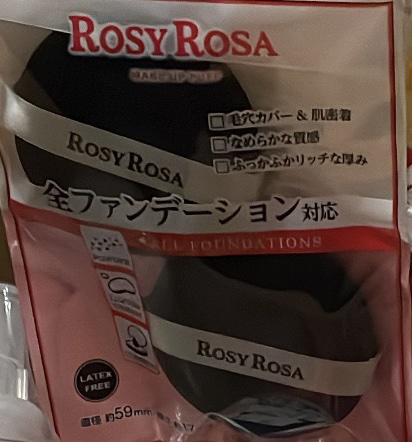 ROSY ROSA
MAKE UP PUFF
毛穴カバー & 肌密着
なめらかな質感
ふっかふかリッチな厚み
ROSY ROSA
全ファンデーション対応
ALL FOUNDATIONS
ROSY ROSA
LATEX
FREE
直径 約59mm